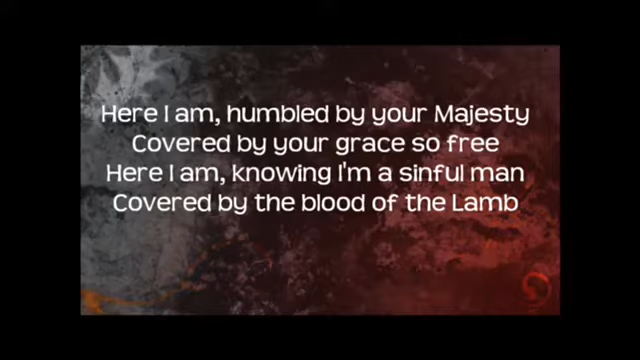 Here I am, humbled by your Majesty
Covered by your grace so free
Here I am, knowing I'm a sinful man
Covered by the blood of the Lamb